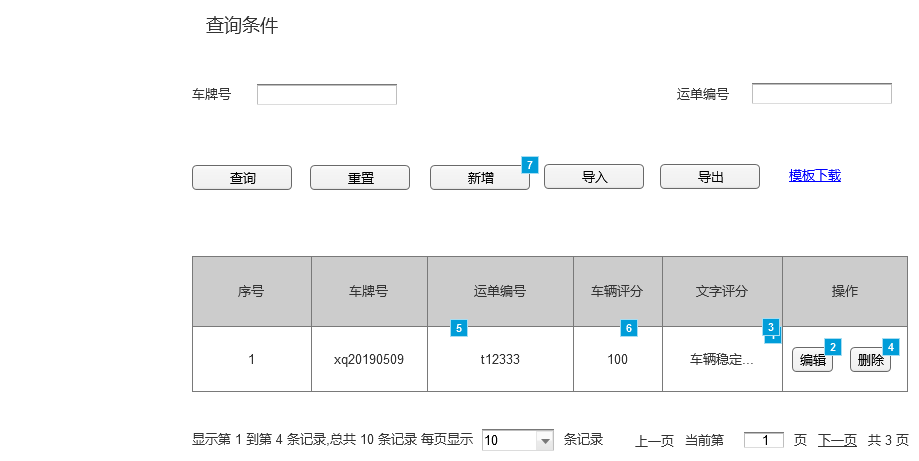 查询条件
车牌号 运单编号
7
查询 重置 新增 导入 导出 模板下载
序号 车牌号 运单编号 车辆评分 文字评分 操作
5 6 3
2 4
1 xq20190509 t12333 100 车辆稳定... 编辑 删除
显示第 1 到第 4 条记录,总共 10 条记录 每页显示 10 条记录 上一页 当前第 1 页 下一页 共 3 页